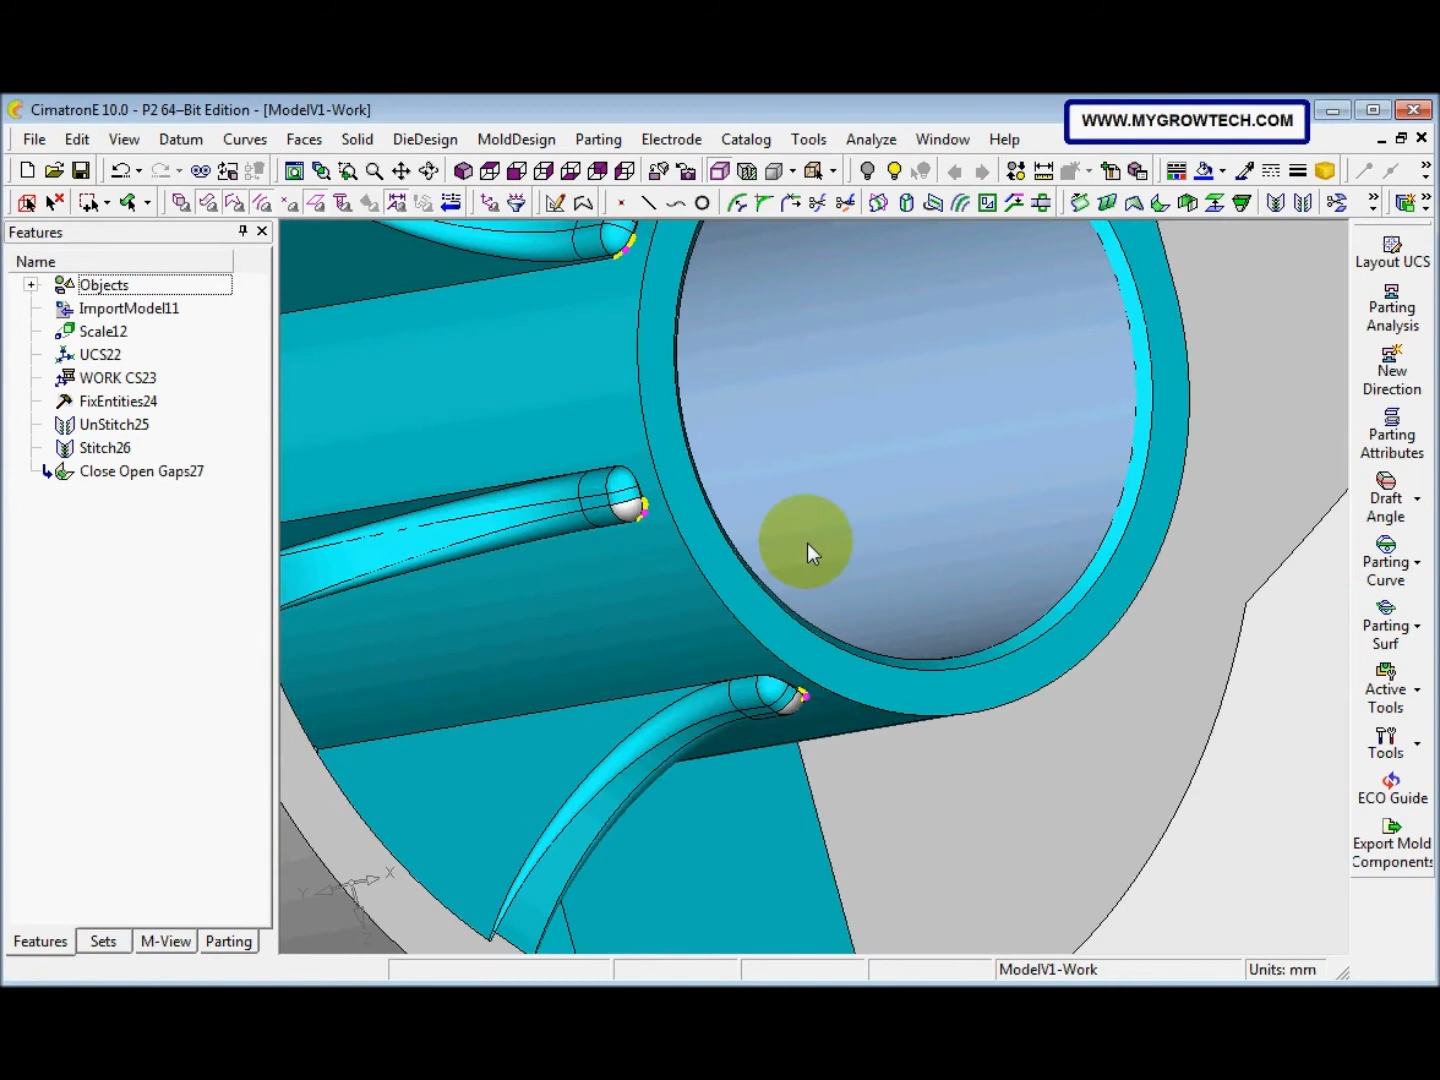 CimatronE 10.0 - P2 64-Bit Edition - [ModelV1-Work]
WWW.MYGROWTECH.COM
File Edit View Datum Curves Faces Solid DieDesign MoldDesign Parting Electrode Catalog Tools Analyze Window Help
Features
Name
Objects
ImportModel11
Scale12
UCS22
WORK CS23
FixEntities24
UnStitch25
Stitch26
Close Open Gaps27
Layout UCS
Parting
Analysis
New
Direction
Parting
Attributes
Draft
Angle
Parting
Curve
Parting
Surf
Active
Tools
Tools
ECO Guide
Export Mold
Components
X
Y
Z
Features Sets M-View Parting
ModelV1-Work
Units: mm